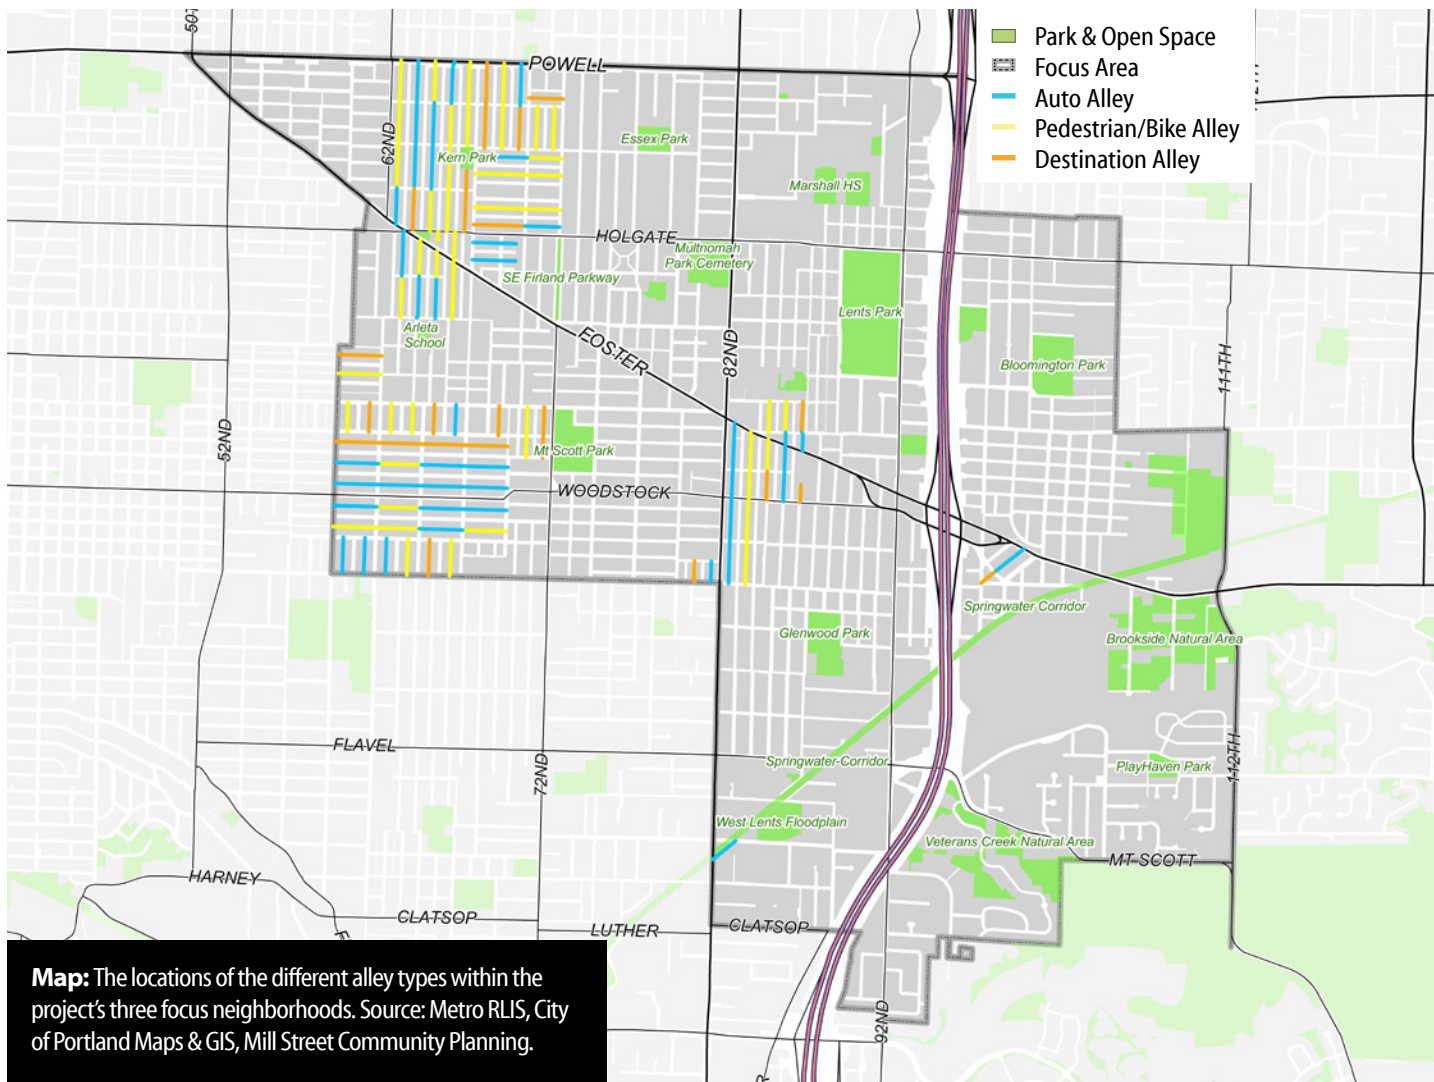 50T
POWELL
Park & Open Space
Focus Area
Auto Alley
Pedestrian/Bike Alley
Destination Alley
62ND
Kern Park
Essex Park
Marshall HS
HOLGATE
Multnomah
Park Cemetery
SE Firland Parkway
Lents Park
Arleta
School
FOSTER
82ND
Bloomington Park
111TH
52ND
Mt Scott Park
WOODSTOCK
Springwater Corridor
Glenwood Park
Brookside Natural Area
FLAVEL
72ND
Springwater Corridor
PlayHaven Park
112TH
West Lents Floodplain
Veterans Creek Natural Area
MT SCOTT
HARNEY
CLATSOP
LUTHER
CLATSOP
92ND
Map: The locations of the different alley types within the
project's three focus neighborhoods. Source: Metro RLIS, City
of Portland Maps & GIS, Mill Street Community Planning.